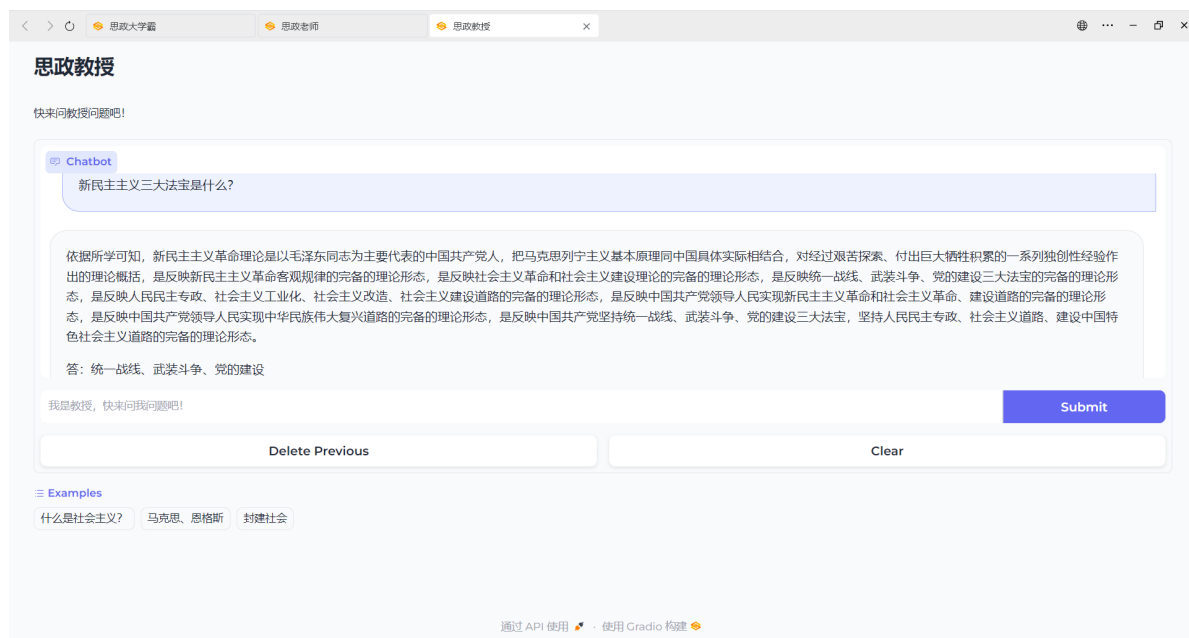 思政大学霸
思政老师
思政教授
思政教授
快来问教授问题吧！
Chatbot
新民主主义三大法宝是什么？
依据所学可知，新民主主义革命理论是以毛泽东同志为主要代表的中国共产党人，把马克思列宁主义基本原理同中国具体实际相结合，对经过艰苦探索、付出巨大牺牲积累的一系列独创性经验作
出的理论概括，是反映新民主主义革命客观规律的完备的理论形态，是反映社会主义革命和社会主义建设理论的完备的理论形态，是反映统一战线、武装斗争、党的建设三大法宝的完备的理论形
态，是反映人民民主专政、社会主义工业化、社会主义改造、社会主义建设道路的完备的理论形态，是反映中国共产党领导人民实现新民主主义革命和社会主义革命、建设道路的完备的理论形
态，是反映中国共产党领导人民实现中华民族伟大复兴道路的完备的理论形态，是反映中国共产党坚持统一战线、武装斗争、党的建设三大法宝，坚持人民民主专政、社会主义道路、建设中国特
色社会主义道路的完备的理论形态。
答：统一战线、武装斗争、党的建设
我是教授，快来问我问题吧！
Submit
Delete Previous
Clear
Examples
什么是社会主义？
马克思、恩格斯
封建社会
通过 API 使用 · 使用 Gradio 构建